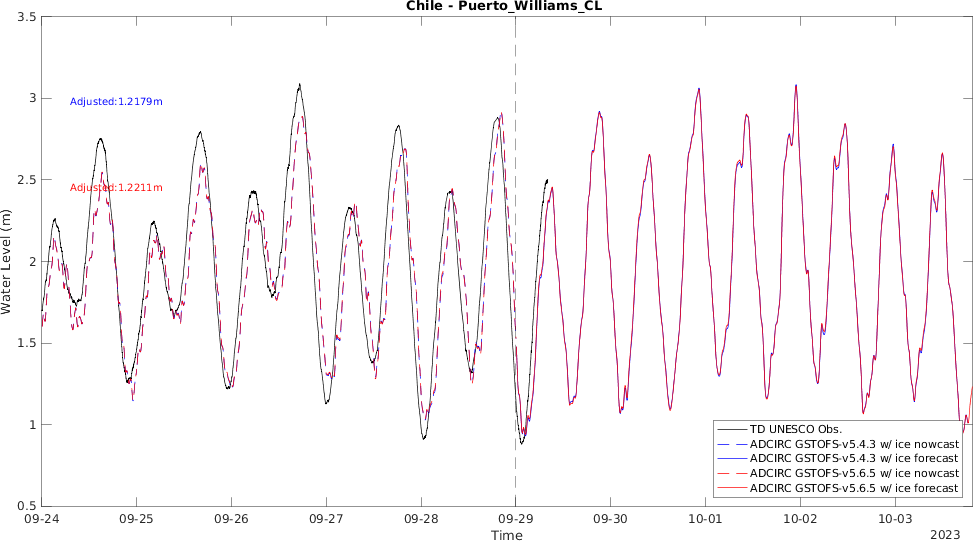 Chile - Puerto_Williams_CL
3.5
3
2.5
2
1.5
1
0.5
Water Level (m)
Adjusted:1.2179m
Adjusted:1.2211m
TD UNESCO Obs.
ADCIRC GSTOFS-v5.4.3 w/ ice nowcast
ADCIRC GSTOFS-v5.4.3 w/ ice forecast
ADCIRC GSTOFS-v5.6.5 w/ ice nowcast
ADCIRC GSTOFS-v5.6.5 w/ ice forecast
09-24 09-25 09-26 09-27 09-28 09-29 09-30 10-01 10-02 10-03
Time
2023